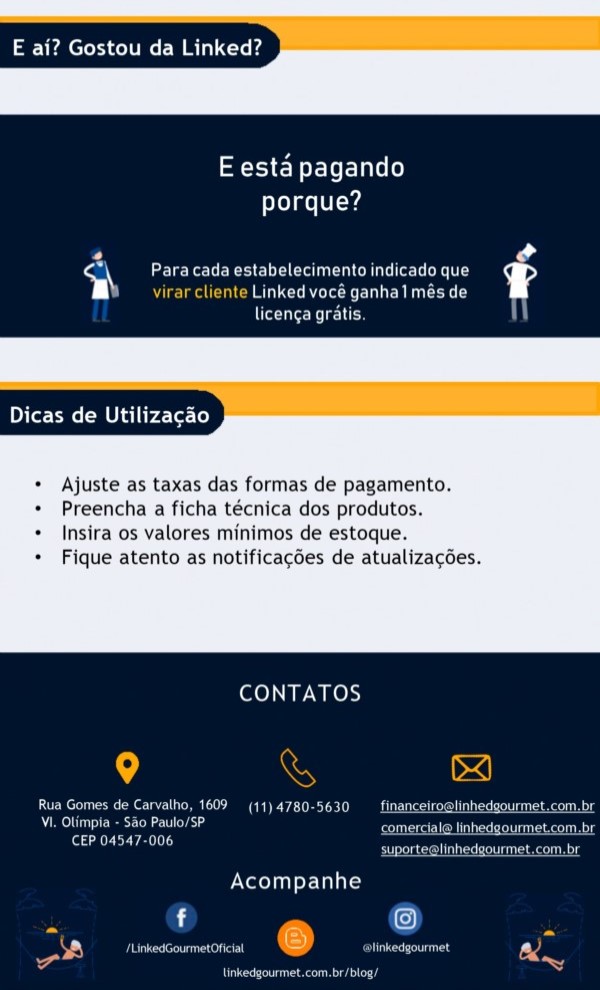 E aí? Gostou da Linked?
E está pagando
porque?
Para cada estabelecimento indicado que
virar cliente Linked você ganha 1 mês de
licença grátis.
Dicas de Utilização
• Ajuste as taxas das formas de pagamento.
• Preencha a ficha técnica dos produtos.
• Insira os valores mínimos de estoque.
• Fique atento as notificações de atualizações.
CONTATOS
Rua Gomes de Carvalho, 1609
Vl. Olímpia - São Paulo/SP
CEP 04547-006
(11) 4780-5630
financeiro@linhedgourmet.com.br
comercial@ linhedgourmet.com.br
suporte@linhedgourmet.com.br
Acompanhe
/LinkedGourmetOficial
@linkedgourmet
linkedgourmet.com.br/blog/